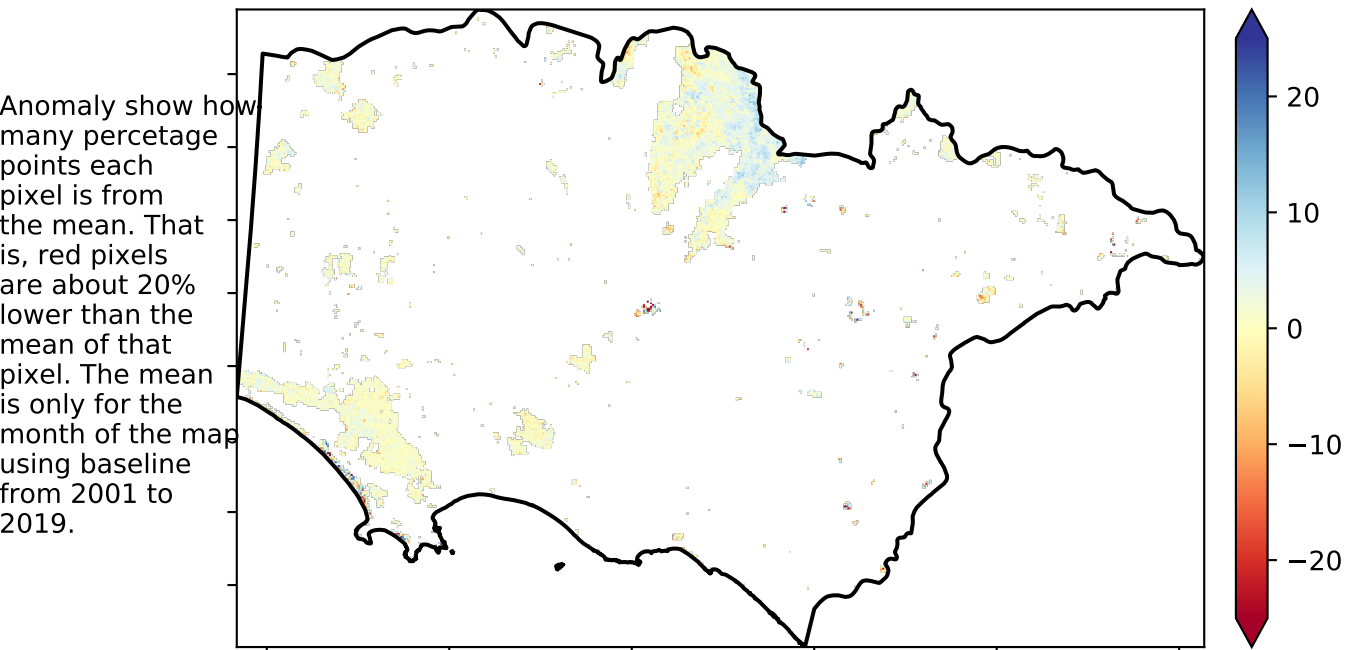 Anomaly show how
many percetage
points each
pixel is from
the mean. That
is, red pixels
are about 20%
lower than the
mean of that
pixel. The mean
is only for the
month of the map
using baseline
from 2001 to
2019.
20
10
0
−10
−20